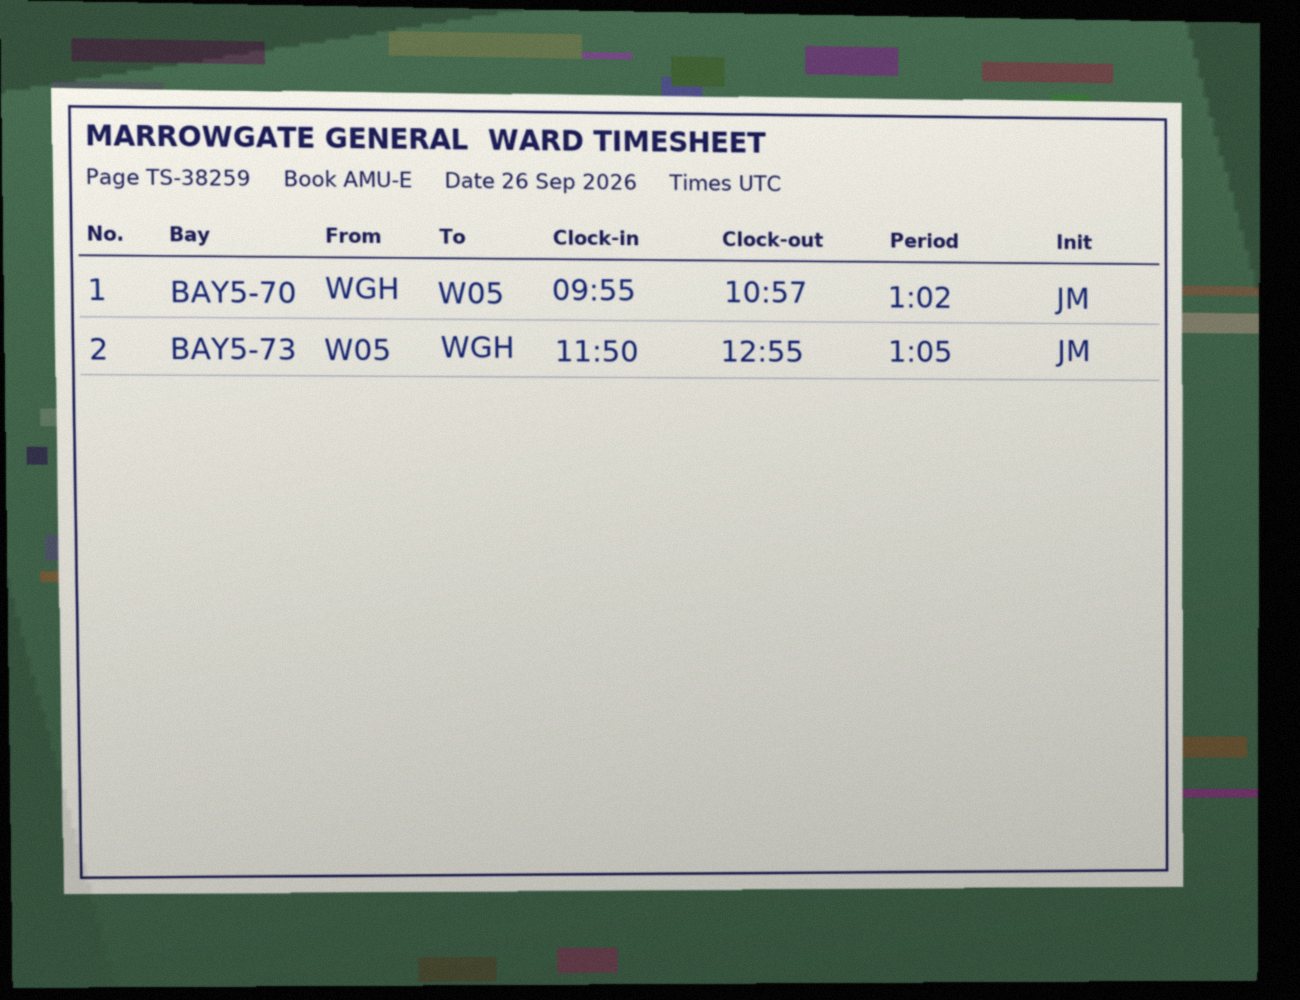 MARROWGATE GENERAL WARD TIMESHEET
Page TS-38259 Book AMU-E Date 26 Sep 2026 Times UTC
No. Bay From To Clock-in Clock-out Period Init
1 BAY5-70 WGH W05 09:55 10:57 1:02 JM
2 BAY5-73 W05 WGH 11:50 12:55 1:05 JM